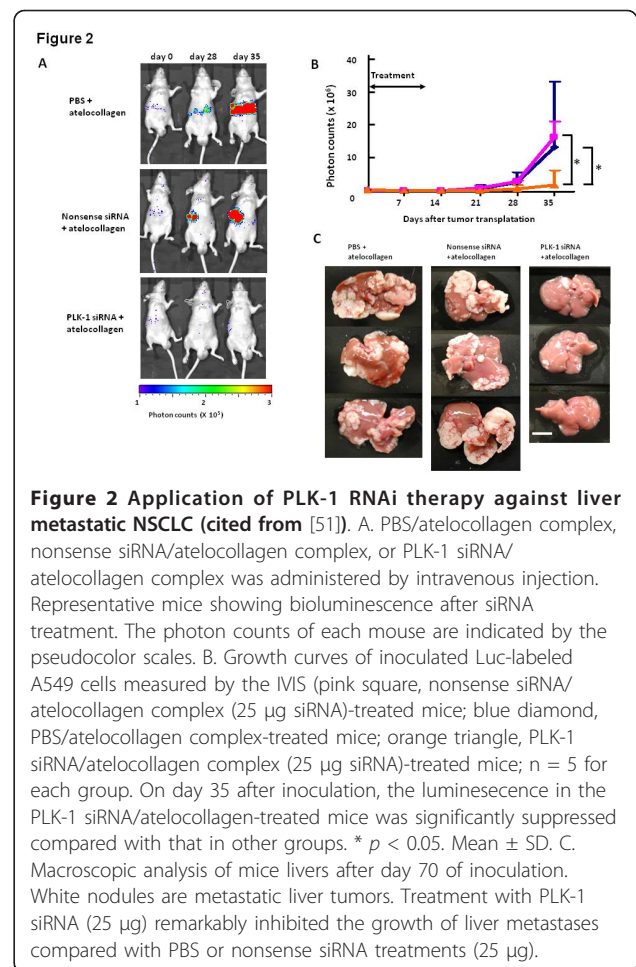 Figure 2
A
day 0 day 28 day 35
PBS +
atelocollagen
Nonsense siRNA
+ atelocollagen
PLK-1 siRNA +
atelocollagen
1 2 3
Photon counts (X 10⁵)
B
Photon counts (x 10⁶)
40
30
20
10
0
Treatment
*
*
7 14 21 28 35
Days after tumor transplatation
C
PBS +
atelocollagen
Nonsense siRNA
+atelocollagen
PLK-1 siRNA
+atelocollagen
Figure 2 Application of PLK-1 RNAi therapy against liver
metastatic NSCLC (cited from [51]). A. PBS/atelocollagen complex,
nonsense siRNA/atelocollagen complex, or PLK-1 siRNA/
atelocollagen complex was administered by intravenous injection.
Representative mice showing bioluminescence after siRNA
treatment. The photon counts of each mouse are indicated by the
pseudocolor scales. B. Growth curves of inoculated Luc-labeled
A549 cells measured by the IVIS (pink square, nonsense siRNA/
atelocollagen complex (25 μg siRNA)-treated mice; blue diamond,
PBS/atelocollagen complex-treated mice; orange triangle, PLK-1
siRNA/atelocollagen complex (25 μg siRNA)-treated mice; n = 5 for
each group. On day 35 after inoculation, the luminesecence in the
PLK-1 siRNA/atelocollagen-treated mice was significantly suppressed
compared with that in other groups. * p < 0.05. Mean ± SD. C.
Macroscopic analysis of mice livers after day 70 of inoculation.
White nodules are metastatic liver tumors. Treatment with PLK-1
siRNA (25 μg) remarkably inhibited the growth of liver metastases
compared with PBS or nonsense siRNA treatments (25 μg).